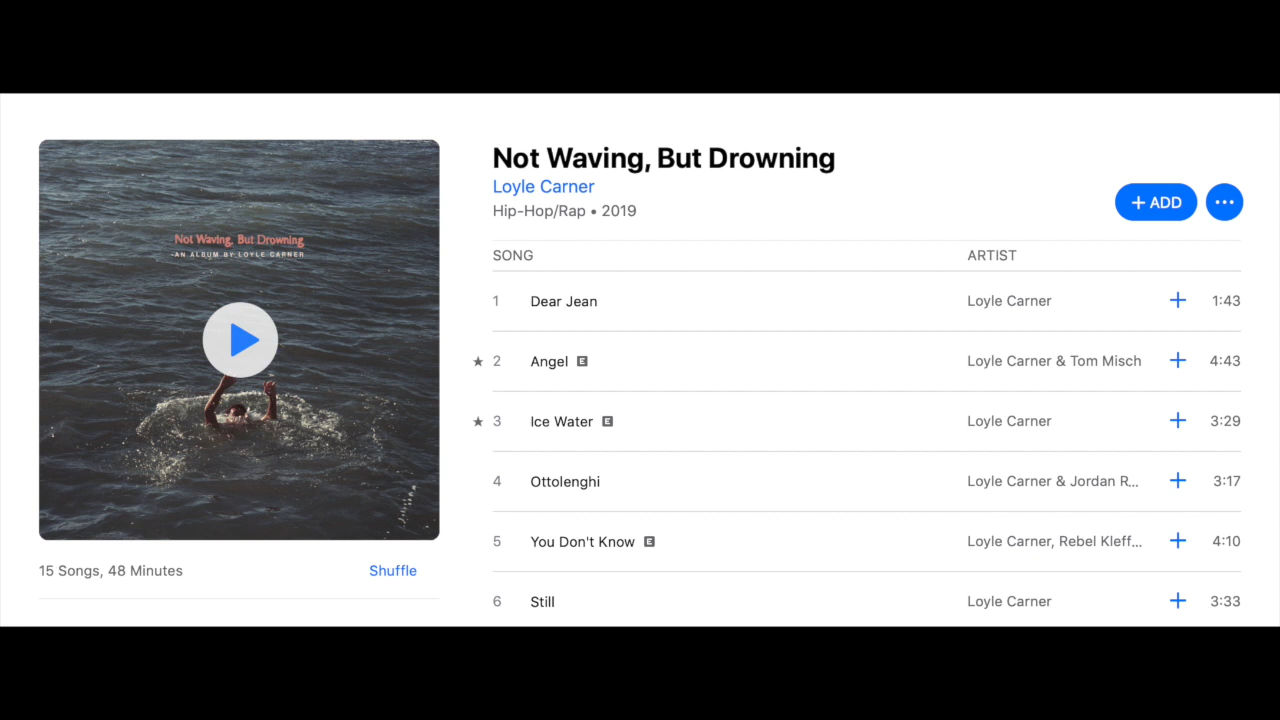 Not Waving, But Drowning
-AN ALBUM BY LOYLE CARNER
15 Songs, 48 Minutes
Shuffle
Not Waving, But Drowning
Loyle Carner
Hip-Hop/Rap • 2019
+ ADD
SONG ARTIST
1 Dear Jean Loyle Carner + 1:43
★ 2 Angel E Loyle Carner & Tom Misch + 4:43
★ 3 Ice Water E Loyle Carner + 3:29
4 Ottolenghi Loyle Carner & Jordan R... + 3:17
5 You Don't Know E Loyle Carner, Rebel Kleff... + 4:10
6 Still Loyle Carner + 3:33